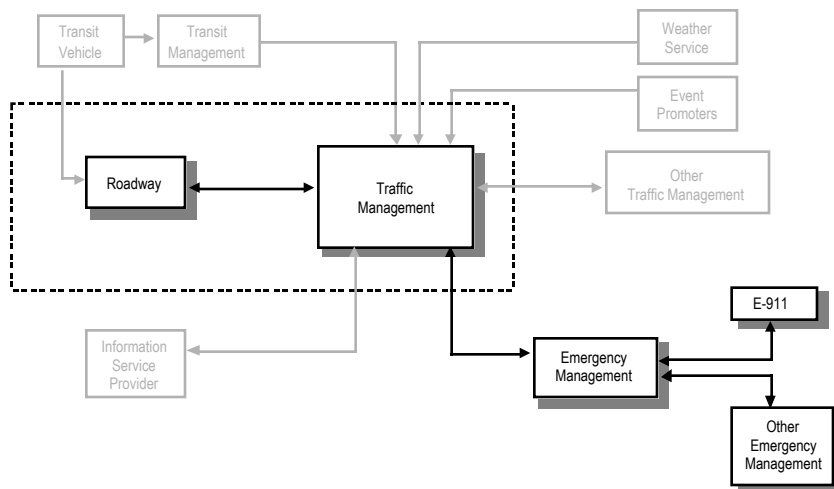 Transit
Vehicle
Transit
Management
Weather
Service
Event
Promoters
Roadway
Traffic
Management
Other
Traffic Management
E-911
Information
Service
Provider
Emergency
Management
Other
Emergency
Management